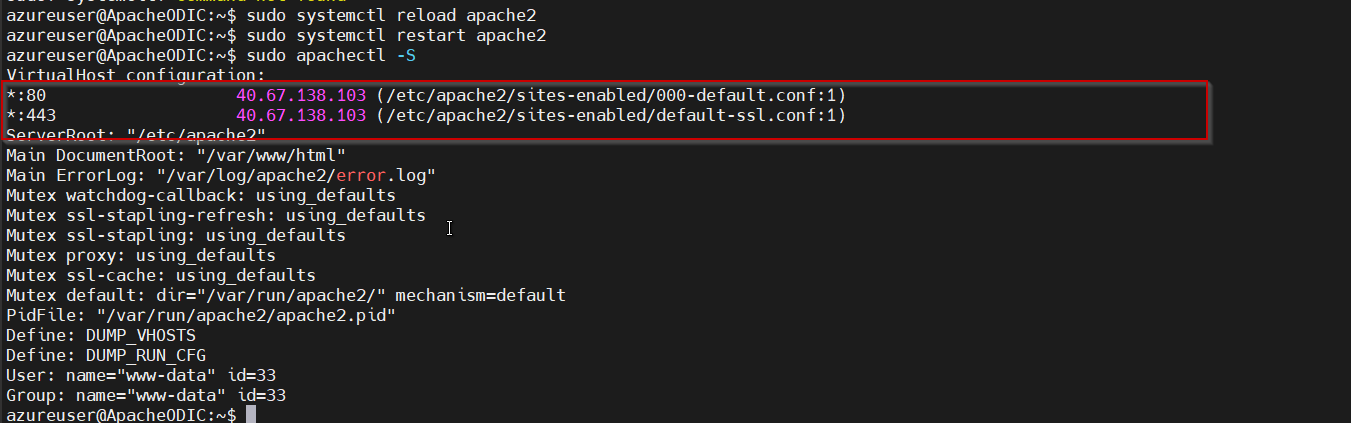 azureuser@ApacheODIC:~$ sudo systemctl reload apache2
azureuser@ApacheODIC:~$ sudo systemctl restart apache2
azureuser@ApacheODIC:~$ sudo apachectl -S
VirtualHost configuration:
*:80                   40.67.138.103 (/etc/apache2/sites-enabled/000-default.conf:1)
*:443                  40.67.138.103 (/etc/apache2/sites-enabled/default-ssl.conf:1)
ServerRoot: "/etc/apache2"
Main DocumentRoot: "/var/www/html"
Main ErrorLog: "/var/log/apache2/error.log"
Mutex watchdog-callback: using_defaults
Mutex ssl-stapling-refresh: using_defaults
Mutex ssl-stapling: using_defaults
Mutex proxy: using_defaults
Mutex ssl-cache: using_defaults
Mutex default: dir="/var/run/apache2/" mechanism=default
PidFile: "/var/run/apache2/apache2.pid"
Define: DUMP_VHOSTS
Define: DUMP_RUN_CFG
User: name="www-data" id=33
Group: name="www-data" id=33
azureuser@ApacheODIC:~$